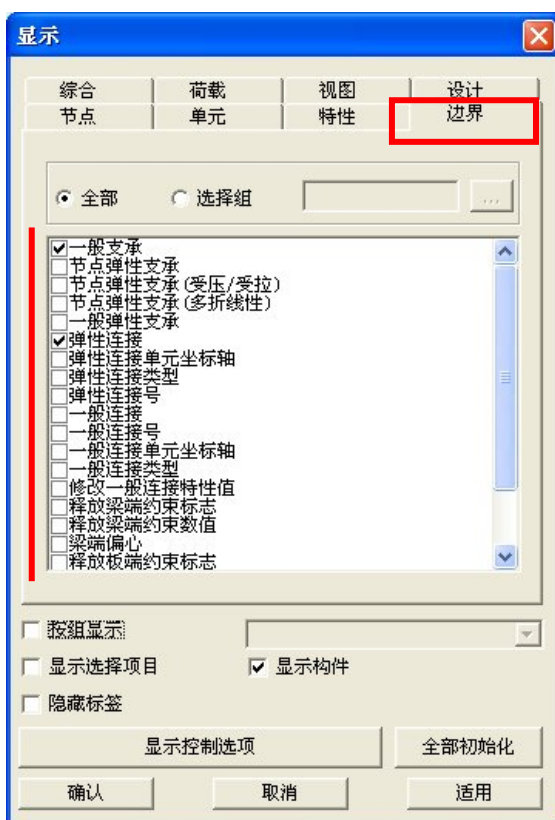 显示
综合 荷载 视图 设计
节点 单元 特性 边界
全部 选择组 ...
一般支承
节点弹性支承
节点弹性支承(受压/受拉)
节点弹性支承(多折线性)
一般弹性支承
弹性连接
弹性连接单元坐标轴
弹性连接类型
弹性连接号
一般连接
一般连接号
一般连接单元坐标轴
一般连接类型
修改一般连接特性值
释放梁端约束标志
释放梁端约束数值
梁端偏心
释放板端约束标志
按组显示
显示选择项目 显示构件
隐藏标签
显示控制选项 全部初始化
确认 取消 适用